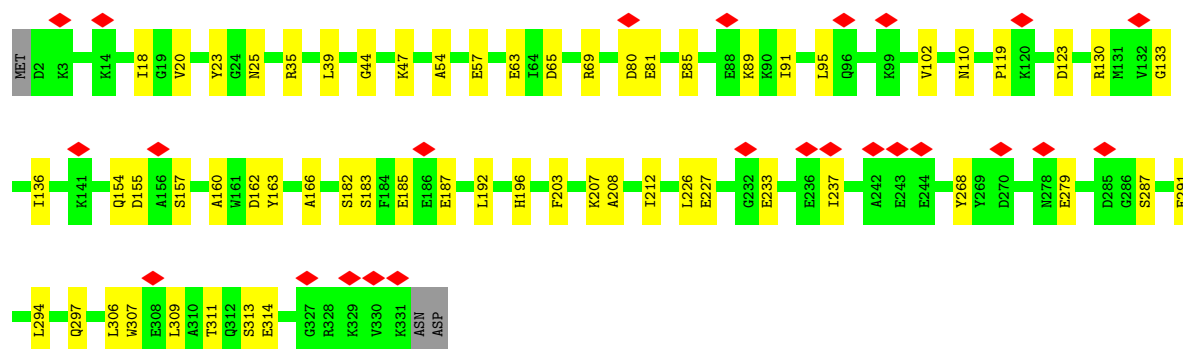 MET D2 K3 K14 I18 G19 V20 Y23 G24 N25 R35 L39 G44 K47 A54 E57 E63 I64 D65 R69 D80 E81 E85 E88 K89 K90 I91 L95 Q96 K99 V102 N110 P119 K120 D123 R130 M131 V132 G133
I136 K141 Q154 D155 A156 S157 A160 W161 D162 Y163 A166 S182 S183 F184 E185 E186 E187 L192 H196 F203 K207 A208 I212 L226 E227 G232 E233 E236 I237 A242 E243 E244 Y268 Y269 D270 N278 E279 D285 G286 S287
L294 Q297 L306 W307 E308 L309 A310 T311 Q312 S313 E314 G327 R328 K329 V330 K331 ASN ASP